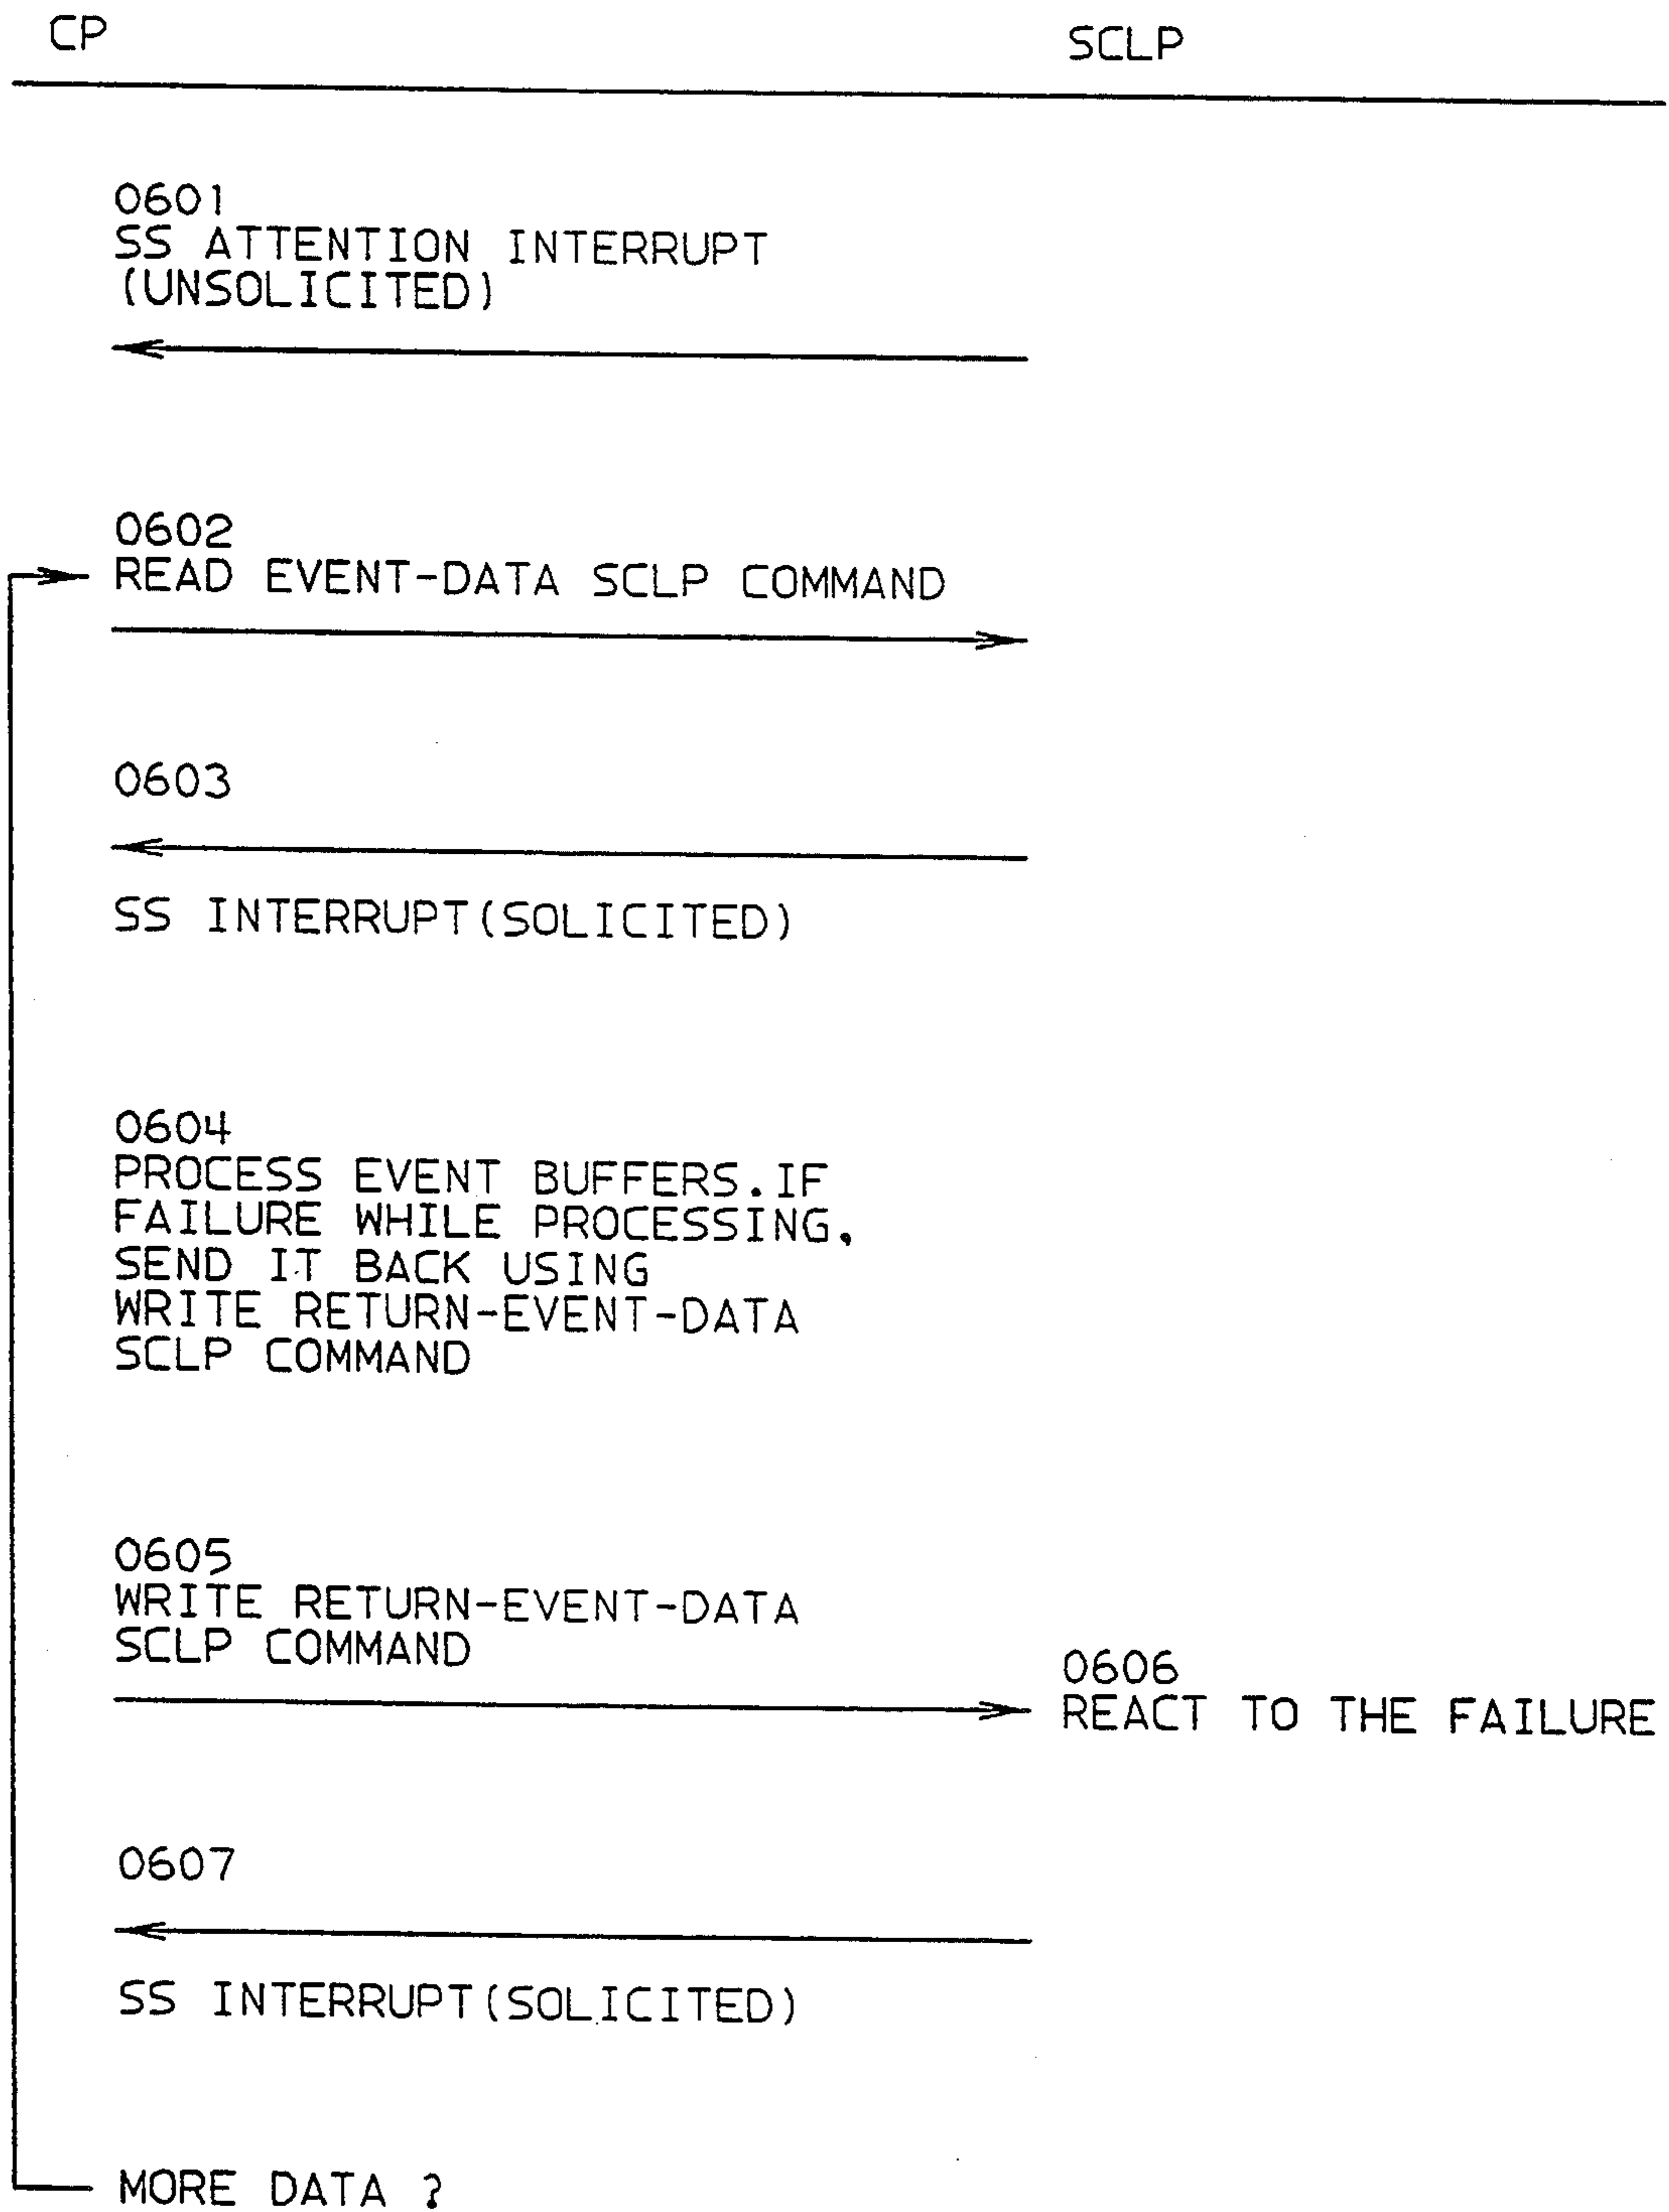 CP
SCLP
0601
SS ATTENTION INTERRUPT
(UNSOLICITED)
0602
READ EVENT-DATA SCLP COMMAND
0603
SS INTERRUPT(SOLICITED)
0604
PROCESS EVENT BUFFERS.IF
FAILURE WHILE PROCESSING,
SEND IT BACK USING
WRITE RETURN-EVENT-DATA
SCLP COMMAND
0605
WRITE RETURN-EVENT-DATA
SCLP COMMAND
0606
REACT TO THE FAILURE
0607
SS INTERRUPT(SOLICITED)
MORE DATA ?